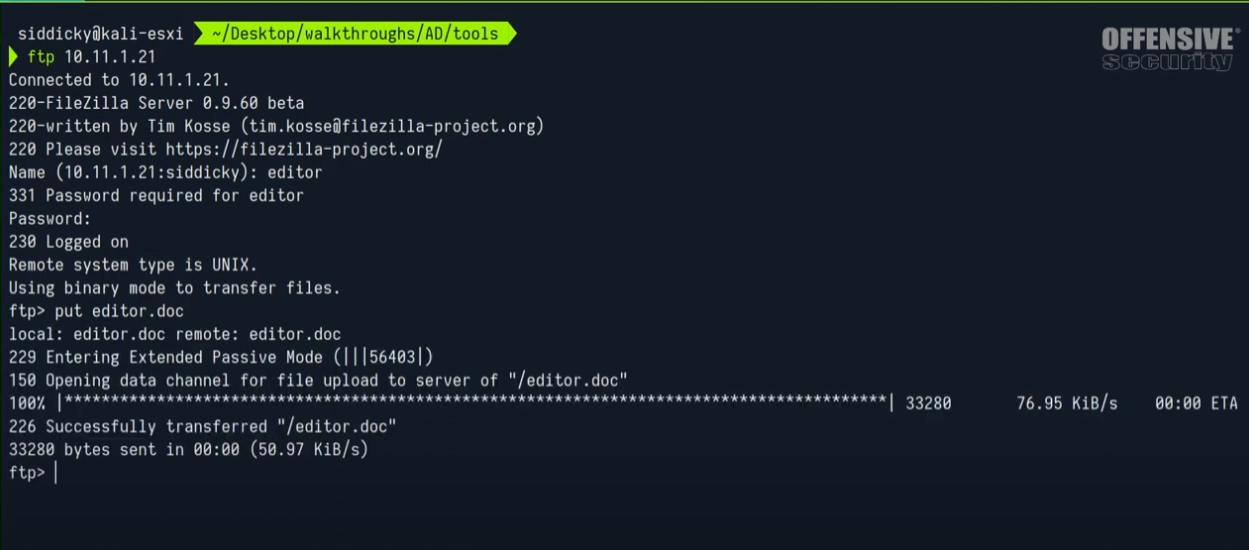 siddicky@kali-esxi ~/Desktop/walkthroughs/AD/tools
OFFENSIVE
security
ftp 10.11.1.21
Connected to 10.11.1.21.
220-FileZilla Server 0.9.60 beta
220-written by Tim Kosse (tim.kosse@filezilla-project.org)
220 Please visit https://filezilla-project.org/
Name (10.11.1.21:siddicky): editor
331 Password required for editor
Password:
230 Logged on
Remote system type is UNIX.
Using binary mode to transfer files.
ftp> put editor.doc
local: editor.doc remote: editor.doc
229 Entering Extended Passive Mode (|||56403|)
150 Opening data channel for file upload to server of "/editor.doc"
100% |*****************************************************************************************| 33280 76.95 KiB/s 00:00 ETA
226 Successfully transferred "/editor.doc"
33280 bytes sent in 00:00 (50.97 KiB/s)
ftp>